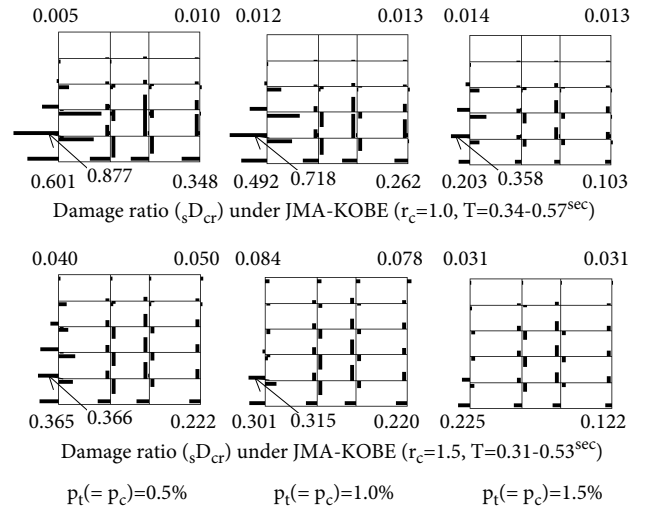 0.005 0.010 0.012 0.013 0.014 0.013
0.601 0.877 0.348 0.492 0.718 0.262 0.203 0.358 0.103
Damage ratio (sDcr) under JMA-KOBE (rc=1.0, T=0.34-0.57sec)
0.040 0.050 0.084 0.078 0.031 0.031
0.365 0.366 0.222 0.301 0.315 0.220 0.225 0.122
Damage ratio (sDcr) under JMA-KOBE (rc=1.5, T=0.31-0.53sec)
pt(= pc)=0.5% pt(= pc)=1.0% pt(= pc)=1.5%